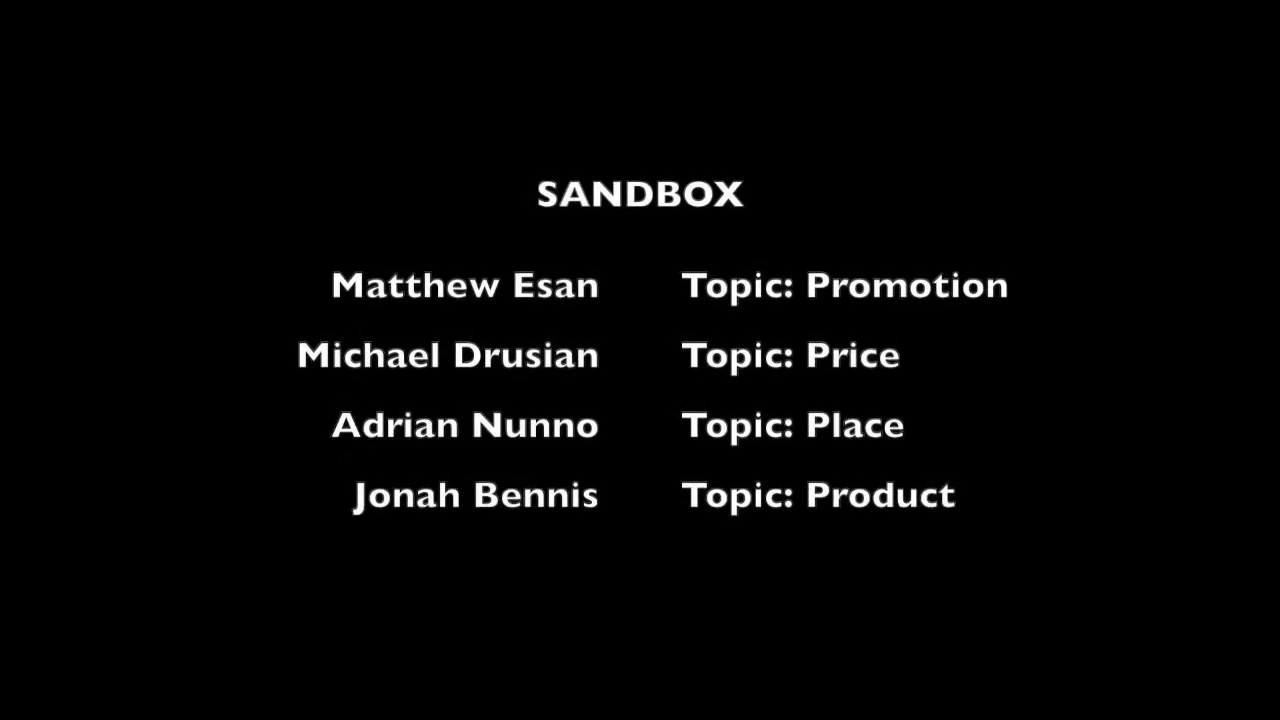 SANDBOX
Matthew Esan Topic: Promotion
Michael Drusian Topic: Price
Adrian Nunno Topic: Place
Jonah Bennis Topic: Product